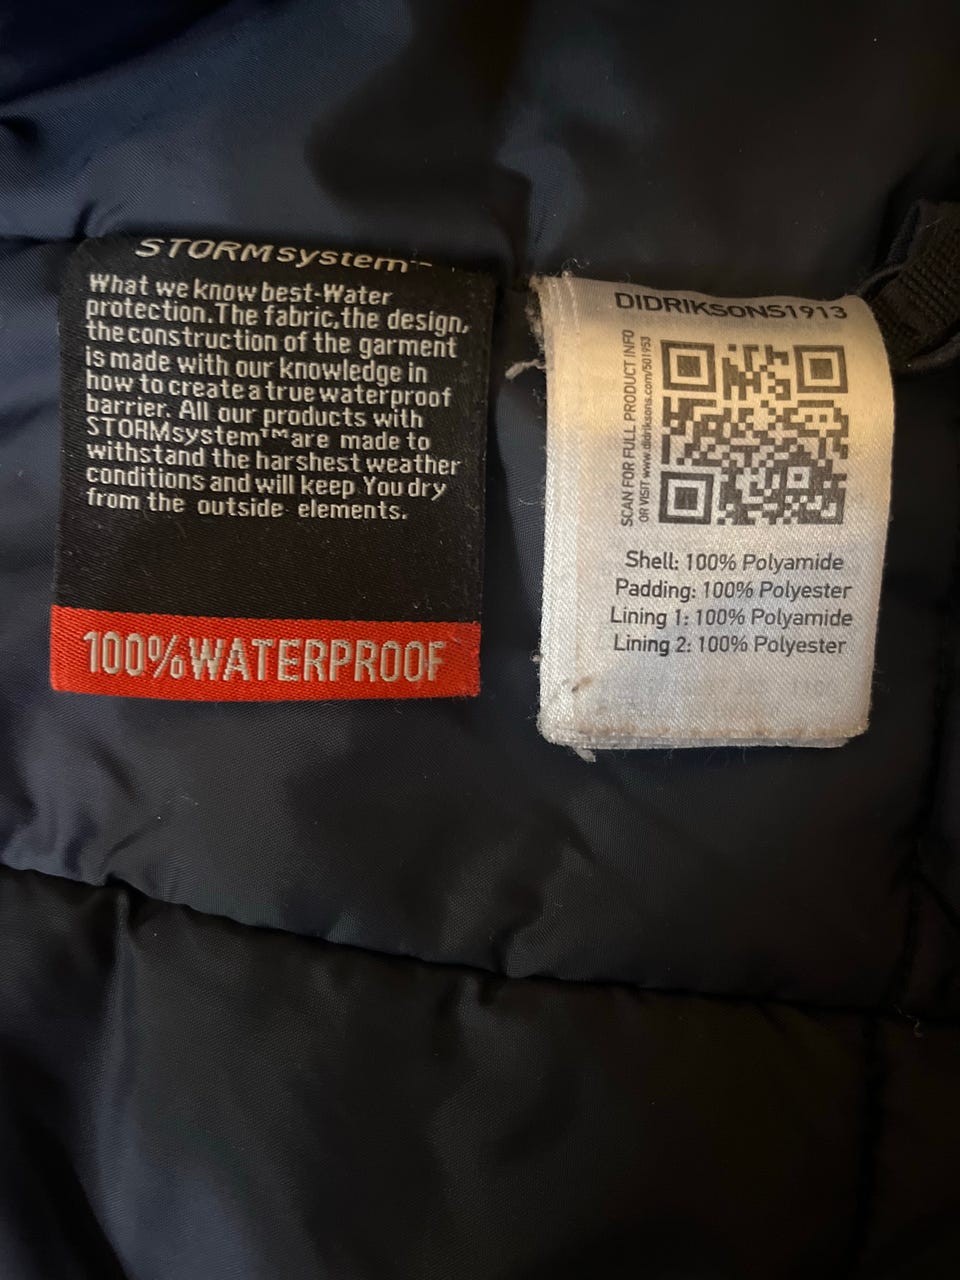 STORMsystem™
What we know best-Water
protection.The fabric,the design,
the construction of the garment
is made with our knowledge in
how to create a true waterproof
barrier. All our products with
STORMsystem™are made to
withstand the harshest weather
conditions and will keep You dry
from the outside elements.
100%WATERPROOF
DIDRIKSONS1913
SCAN FOR FULL PRODUCT INFO
OR VISIT www.didriksons.com/501953
Shell: 100% Polyamide
Padding: 100% Polyester
Lining 1: 100% Polyamide
Lining 2: 100% Polyester